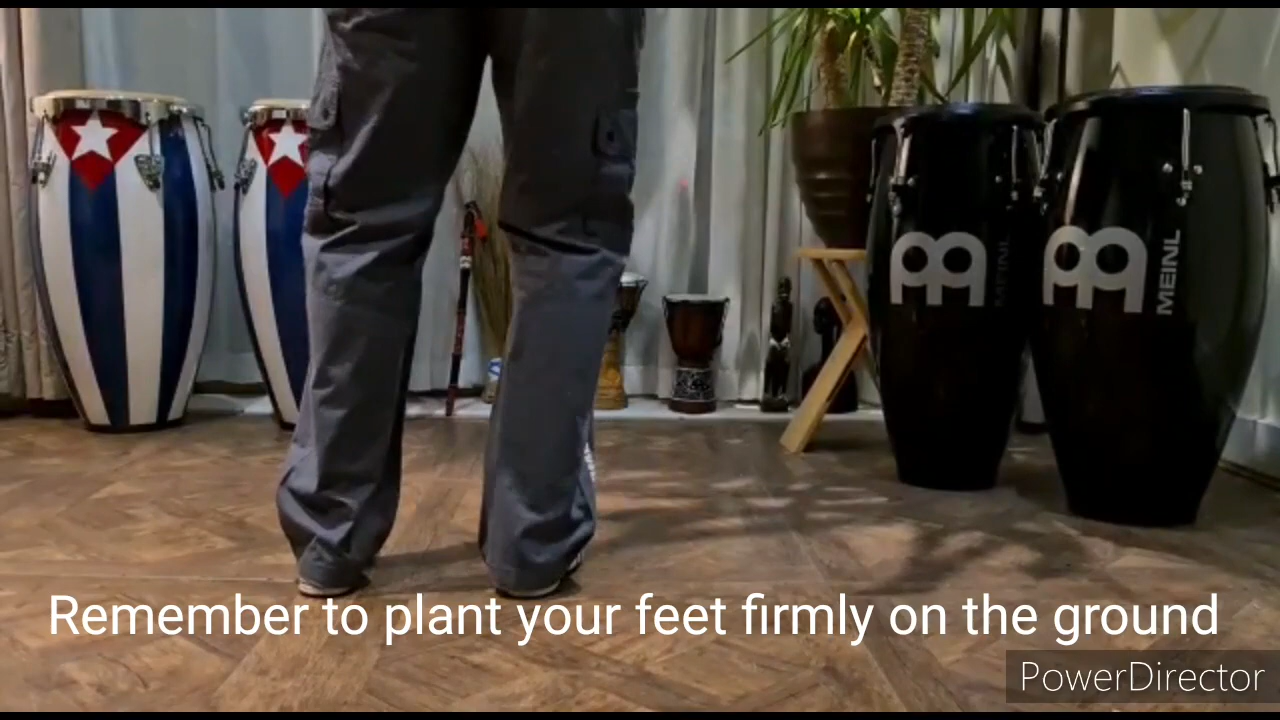 MEINL
MEINL
Remember to plant your feet firmly on the ground
PowerDirector